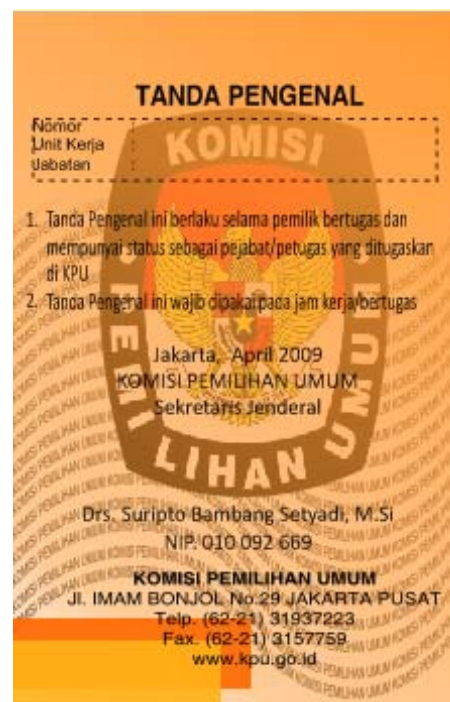 TANDA PENGENAL
Nomor :
Unit Kerja :
Jabatan :
KOMISI
PEMILIHAN UMUM
1. Tanda Pengenal ini berlaku selama pemilik bertugas dan
mempunyai status sebagai pejabat/petugas yang ditugaskan
di KPU
2. Tanda Pengenal ini wajib dipakai pada jam kerja/bertugas
Jakarta, April 2009
KOMISI PEMILIHAN UMUM
Sekretaris Jenderal
Drs. Suripto Bambang Setyadi, M.Si
NIP. 010 092 669
KOMISI PEMILIHAN UMUM
Jl. IMAM BONJOL No.29 JAKARTA PUSAT
Telp. (62-21) 31937223
Fax. (62-21) 3157759
www.kpu.go.id